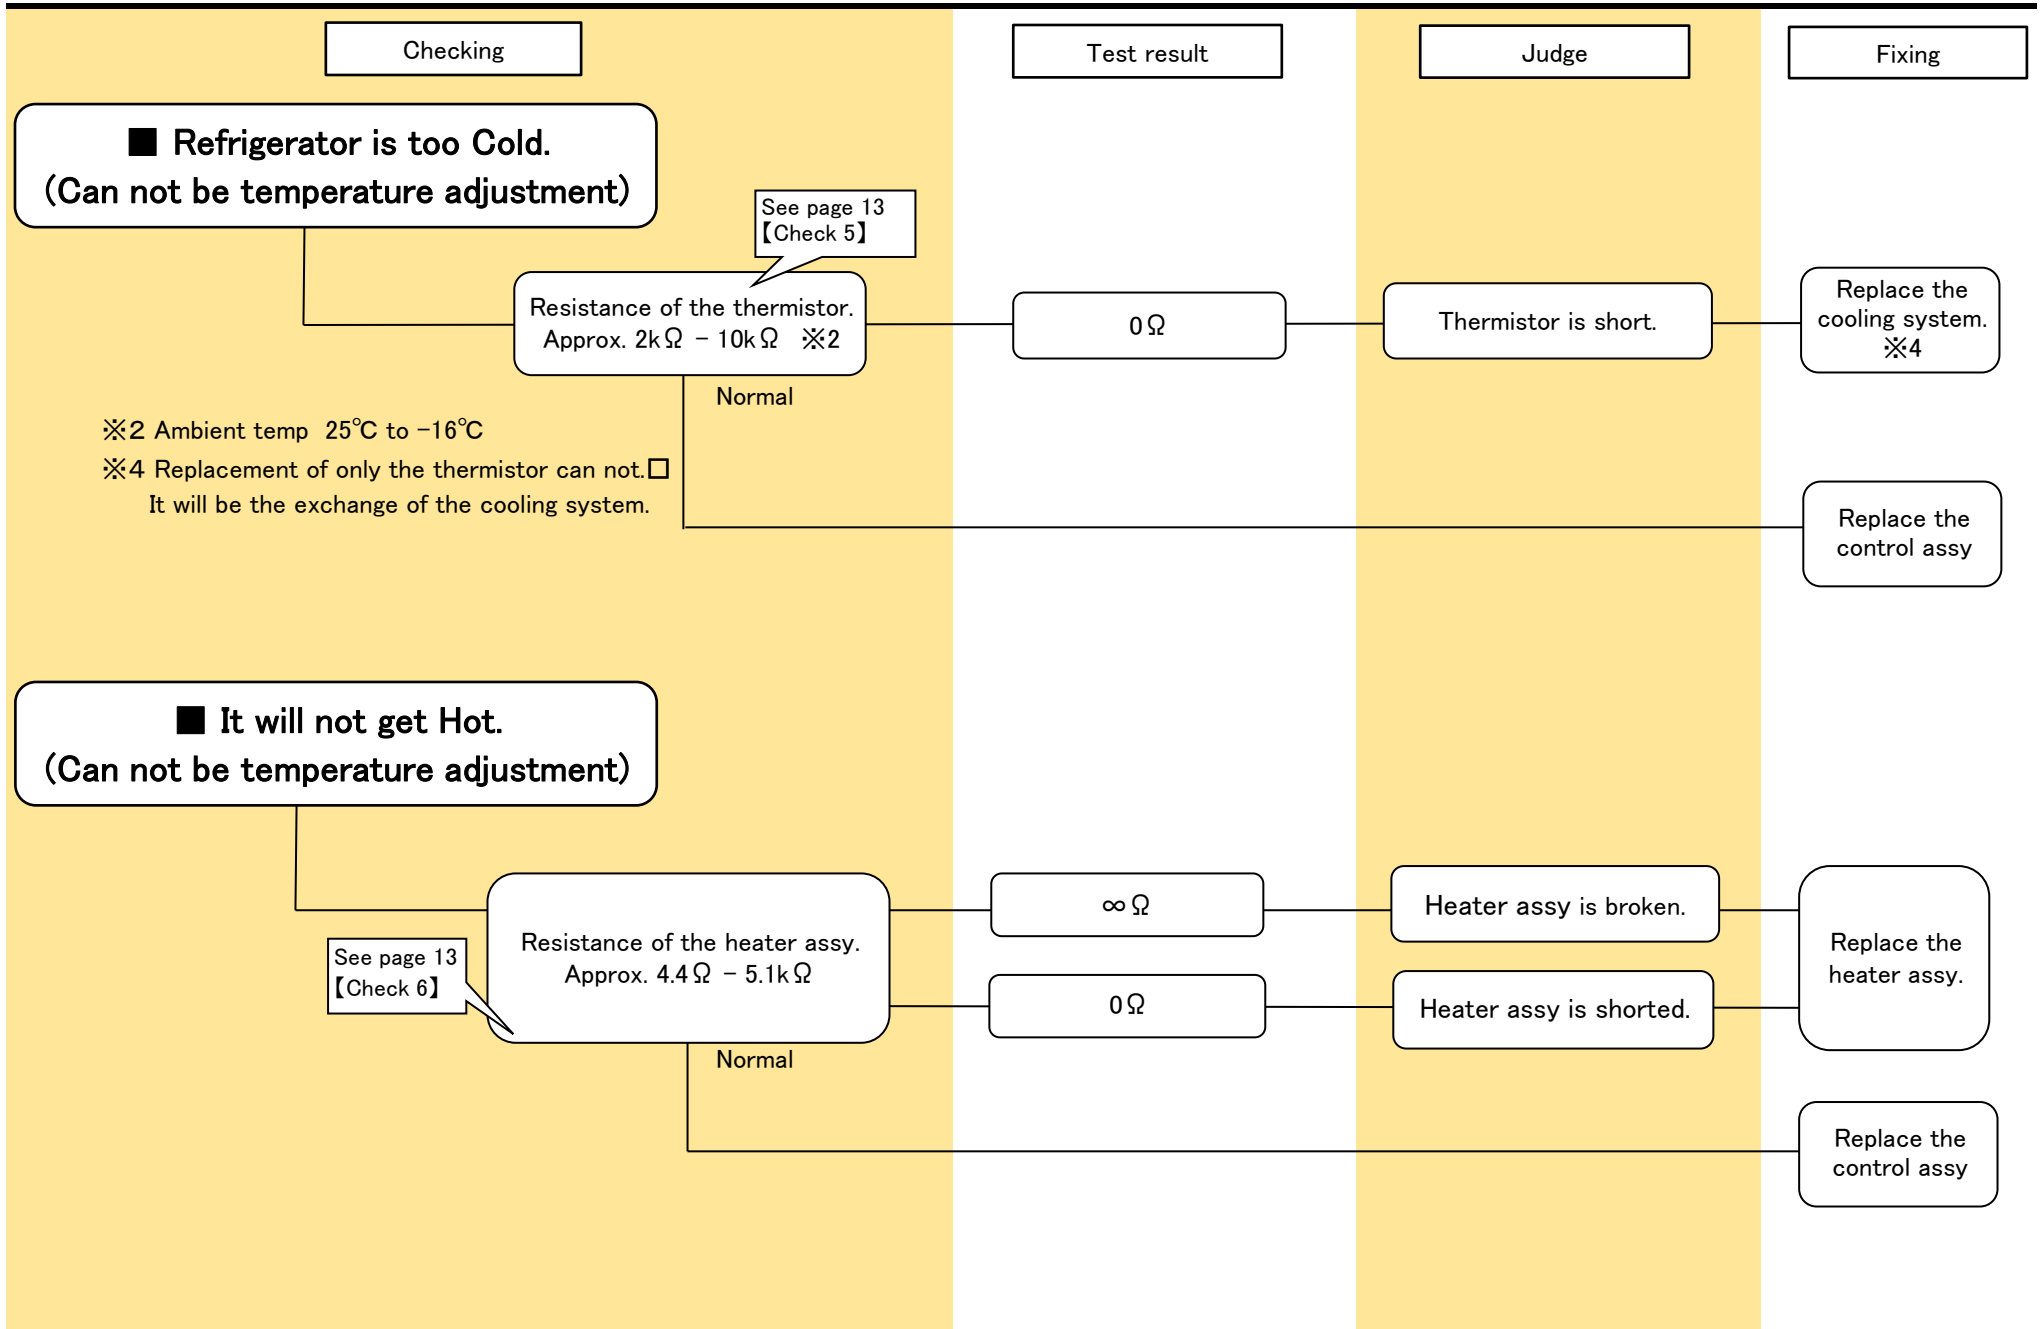 Checking
Test result
Judge
Fixing
■ Refrigerator is too Cold.
(Can not be temperature adjustment)
See page 13
【Check 5】
Resistance of the thermistor.
Approx. 2kΩ － 10kΩ ※2
0Ω
Thermistor is short.
Replace the
cooling system.
※4
Normal
※2 Ambient temp 25℃ to －16℃
※4 Replacement of only the thermistor can not.□
It will be the exchange of the cooling system.
Replace the
control assy
■ It will not get Hot.
(Can not be temperature adjustment)
See page 13
【Check 6】
Resistance of the heater assy.
Approx. 4.4Ω － 5.1kΩ
∞Ω
Heater assy is broken.
0Ω
Heater assy is shorted.
Replace the
heater assy.
Normal
Replace the
control assy